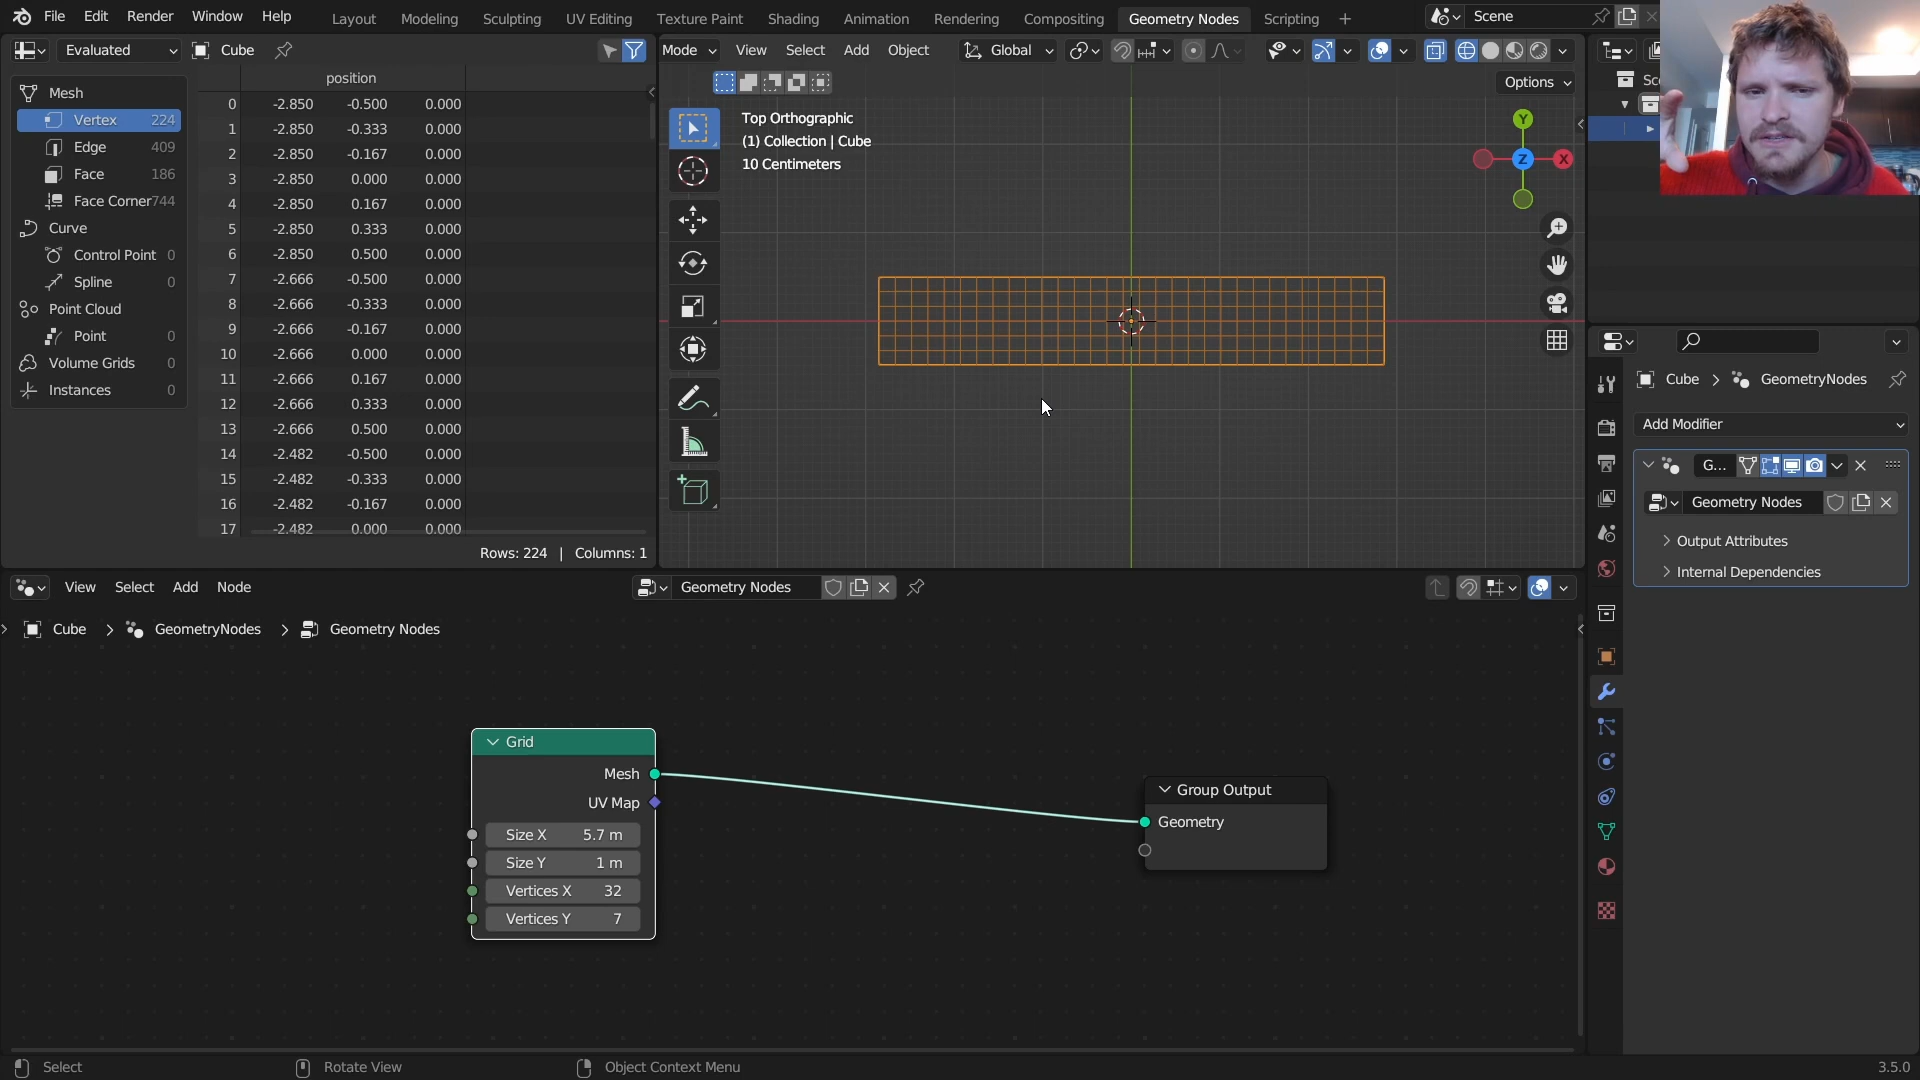 File Edit Render Window Help
Layout Modeling Sculpting UV Editing Texture Paint Shading Animation Rendering Compositing Geometry Nodes Scripting
Scene
Evaluated
Cube
Mode View Select Add Object
Global
Options
Mesh
Vertex 224
Edge 409
Face 186
Face Corner 744
Curve
Control Point 0
Spline 0
Point Cloud
Point 0
Volume Grids 0
Instances 0
position
0 -2.850 -0.500 0.000
1 -2.850 -0.333 0.000
2 -2.850 -0.167 0.000
3 -2.850 0.000 0.000
4 -2.850 0.167 0.000
5 -2.850 0.333 0.000
6 -2.850 0.500 0.000
7 -2.666 -0.500 0.000
8 -2.666 -0.333 0.000
9 -2.666 -0.167 0.000
10 -2.666 0.000 0.000
11 -2.666 0.167 0.000
12 -2.666 0.333 0.000
13 -2.666 0.500 0.000
14 -2.482 -0.500 0.000
15 -2.482 -0.333 0.000
16 -2.482 -0.167 0.000
17 -2.482 0.000 0.000
Rows: 224 | Columns: 1
Top Orthographic
(1) Collection | Cube
10 Centimeters
Y
Z
X
Sc
Cube > GeometryNodes
Add Modifier
G...
Geometry Nodes
Output Attributes
Internal Dependencies
View Select Add Node
Geometry Nodes
Cube > GeometryNodes > Geometry Nodes
Grid
Mesh
UV Map
Size X 5.7 m
Size Y 1 m
Vertices X 32
Vertices Y 7
Group Output
Geometry
Select
Rotate View
Object Context Menu
3.5.0